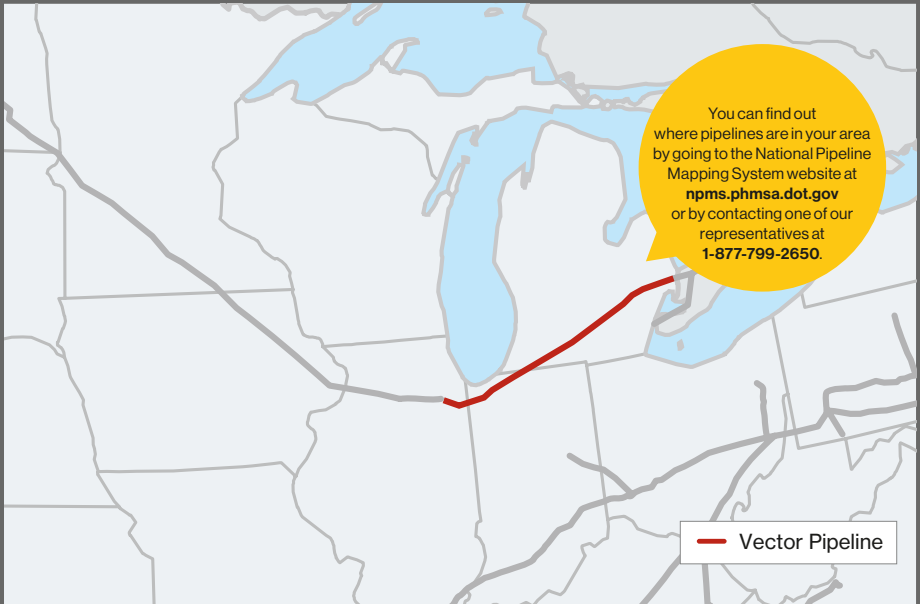 You can find out
where pipelines are in your area
by going to the National Pipeline
Mapping System website at
npms.phmsa.dot.gov
or by contacting one of our
representatives at
1-877-799-2650.
Vector Pipeline